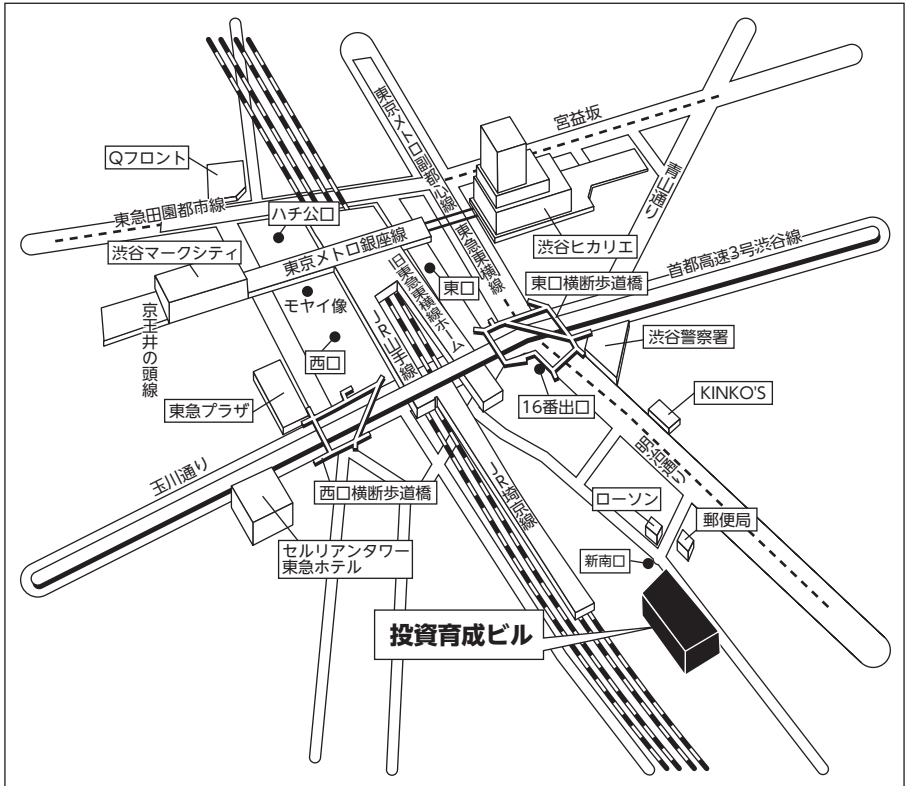 宮益坂
東京メトロ副都心線
青山通り
Qフロント
東急田園都市線
ハチ公口
渋谷マークシティ
東京メトロ銀座線
東急東横線
渋谷ヒカリエ
首都高速3号渋谷線
東口
東口横断歩道橋
旧東急東横線ホーム
モヤイ像
JR山手線
京王井の頭線
西口
渋谷警察署
KINKO'S
16番出口
東急プラザ
明治通り
玉川通り
西口横断歩道橋
JR埼京線
ローソン
郵便局
セルリアンタワー
東急ホテル
新南口
投資育成ビル